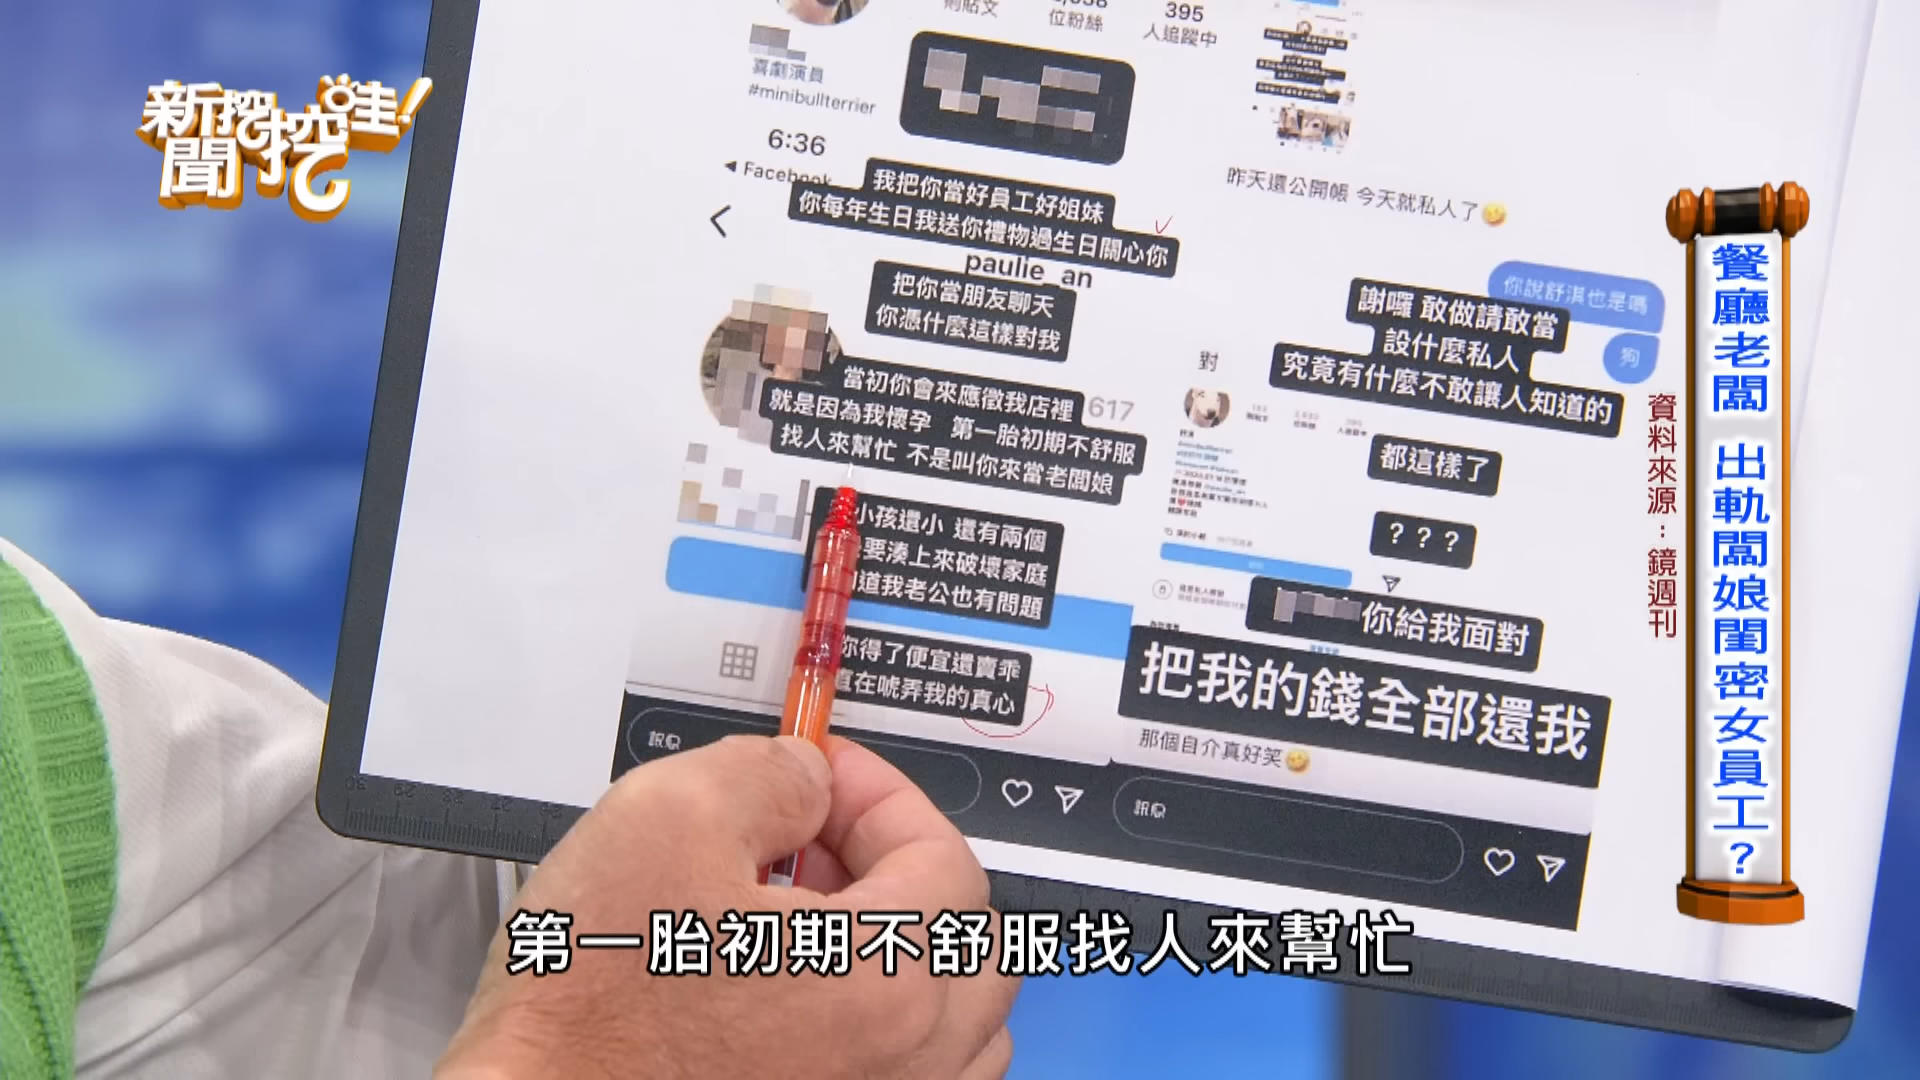 新聞挖挖哇!
則貼文
位粉絲
395
人追蹤中
喜劇演員
#minibullterrier
6:36
Facebook
我把你當好員工好姐妹
你每年生日我送你禮物過生日關心你
paulie_an
把你當朋友聊天
你憑什麼這樣對我
當初你會來應徵我店裡
就是因為我懷孕 第一胎初期不舒服
找人來幫忙 不是叫你來當老闆娘
617
小孩還小 還有兩個
要湊上來破壞家庭
道我老公也有問題
你得了便宜還賣乖
直在唬弄我的真心
訊息
昨天還公開帳 今天就私人了
你說舒淇也是嗎
狗
謝囉 敢做請敢當
設什麼私人
究竟有什麼不敢讓人知道的
對
都這樣了
? ? ?
你給我面對
把我的錢全部還我
那個自介真好笑
訊息
30 29 28 27
餐廳老闆 出軌闆娘閨密女員工?
資料來源:鏡週刊
第一胎初期不舒服找人來幫忙